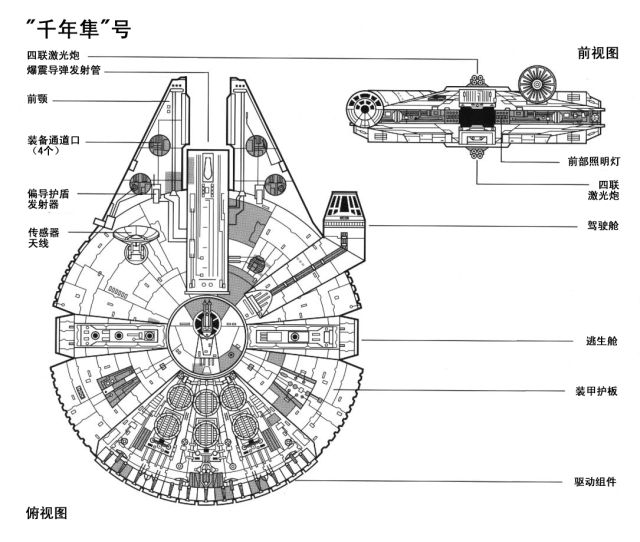 "千年隼"号
四联激光炮
爆震导弹发射管
前颚
装备通道口
(4个)
偏导护盾
发射器
传感器
天线
前视图
前部照明灯
四联
激光炮
驾驶舱
逃生舱
装甲护板
驱动组件
俯视图